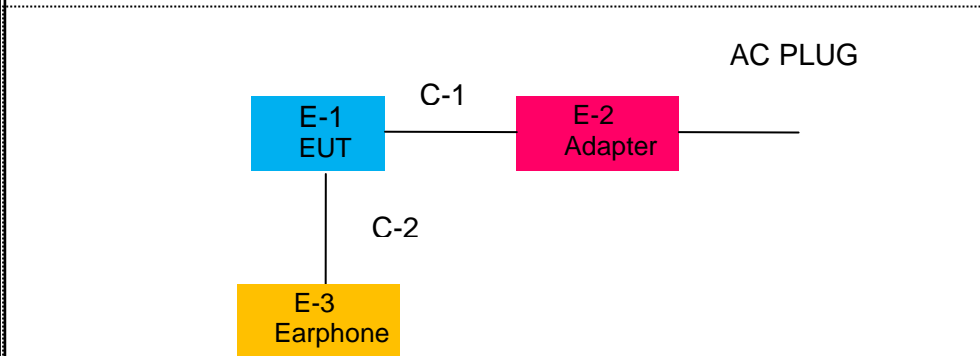 AC PLUG
C-1
E-1
EUT
E-2
Adapter
C-2
E-3
Earphone